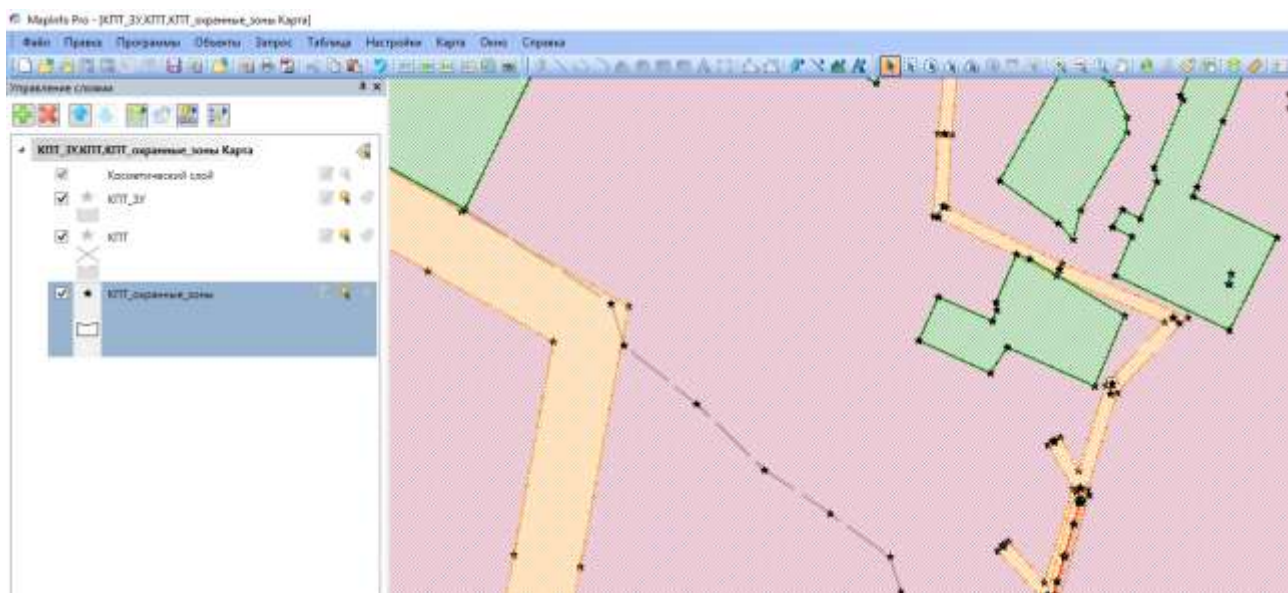 MapInfo Pro - [КПТ_ЗУ,КПТ,КПТ_охранные_зоны Карта]
Файл Правка Программы Объекты Запрос Таблица Настройки Карта Окно Справка
Управление слоями
КПТ_ЗУ,КПТ,КПТ_охранные_зоны Карта
Косметический слой
КПТ_ЗУ
КПТ
КПТ_охранные_зоны